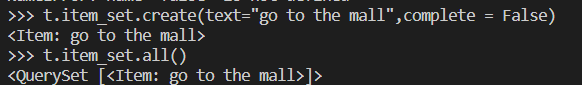 >>> t.item_set.create(text="go to the mall",complete = False)
<Item: go to the mall>
>>> t.item_set.all()
<QuerySet [<Item: go to the mall>]>